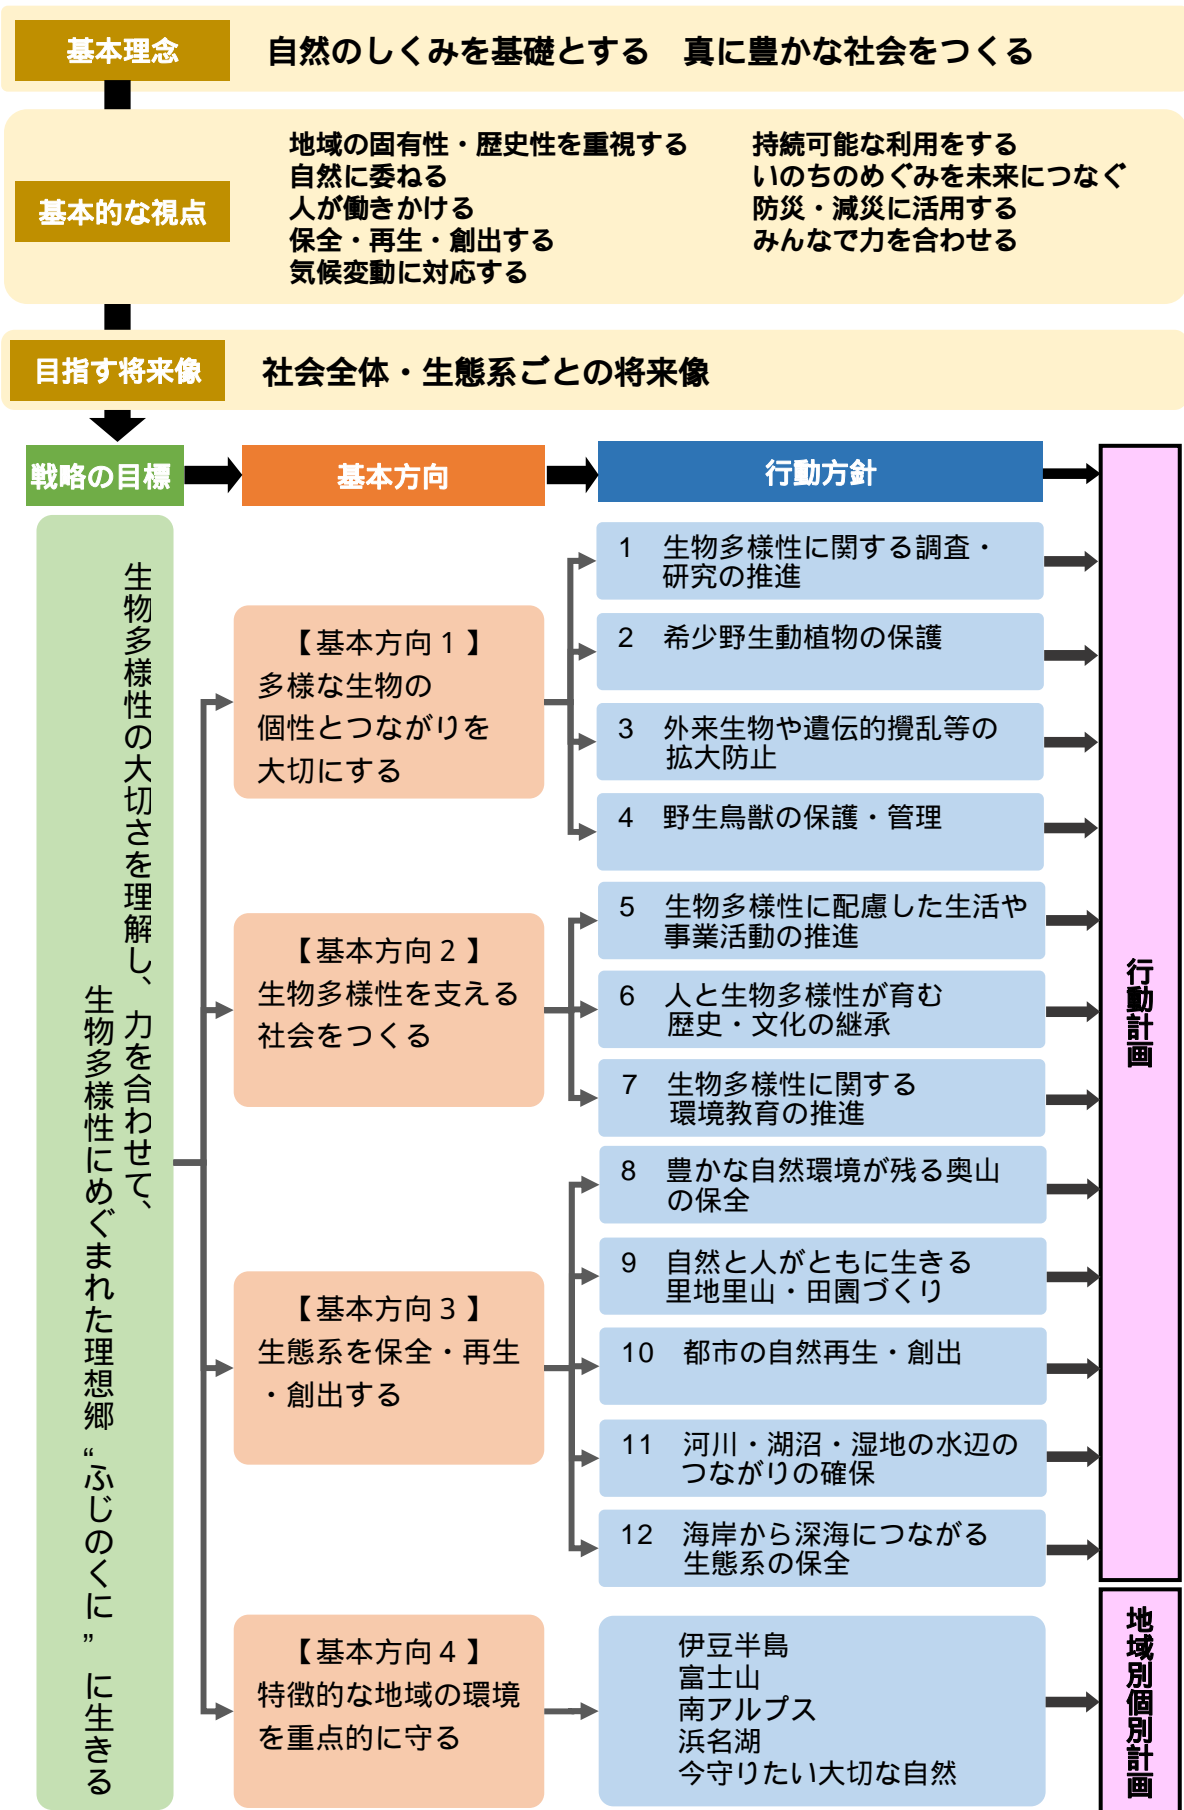 基本理念
自然のしくみを基礎とする　真に豊かな社会をつくる
基本的な視点
地域の固有性・歴史性を重視する
自然に委ねる
人が働きかける
保全・再生・創出する
気候変動に対応する
持続可能な利用をする
いのちのめぐみを未来につなぐ
防災・減災に活用する
みんなで力を合わせる
目指す将来像
社会全体・生態系ごとの将来像
戦略の目標
基本方向
行動方針
生物多様性の大切さを理解し、力を合わせて、
生物多様性にめぐまれた理想郷“ふじのくに”に生きる
【基本方向1】
多様な生物の
個性とつながりを
大切にする
1　生物多様性に関する調査・
研究の推進
2　希少野生動植物の保護
3　外来生物や遺伝的攪乱等の
拡大防止
4　野生鳥獣の保護・管理
【基本方向2】
生物多様性を支える
社会をつくる
5　生物多様性に配慮した生活や
事業活動の推進
6　人と生物多様性が育む
歴史・文化の継承
7　生物多様性に関する
環境教育の推進
【基本方向3】
生態系を保全・再生
・創出する
8　豊かな自然環境が残る奥山
の保全
9　自然と人がともに生きる
里地里山・田園づくり
10　都市の自然再生・創出
11　河川・湖沼・湿地の水辺の
つながりの確保
12　海岸から深海につながる
生態系の保全
【基本方向4】
特徴的な地域の環境
を重点的に守る
伊豆半島
富士山
南アルプス
浜名湖
今守りたい大切な自然
行動計画
地域別個別計画